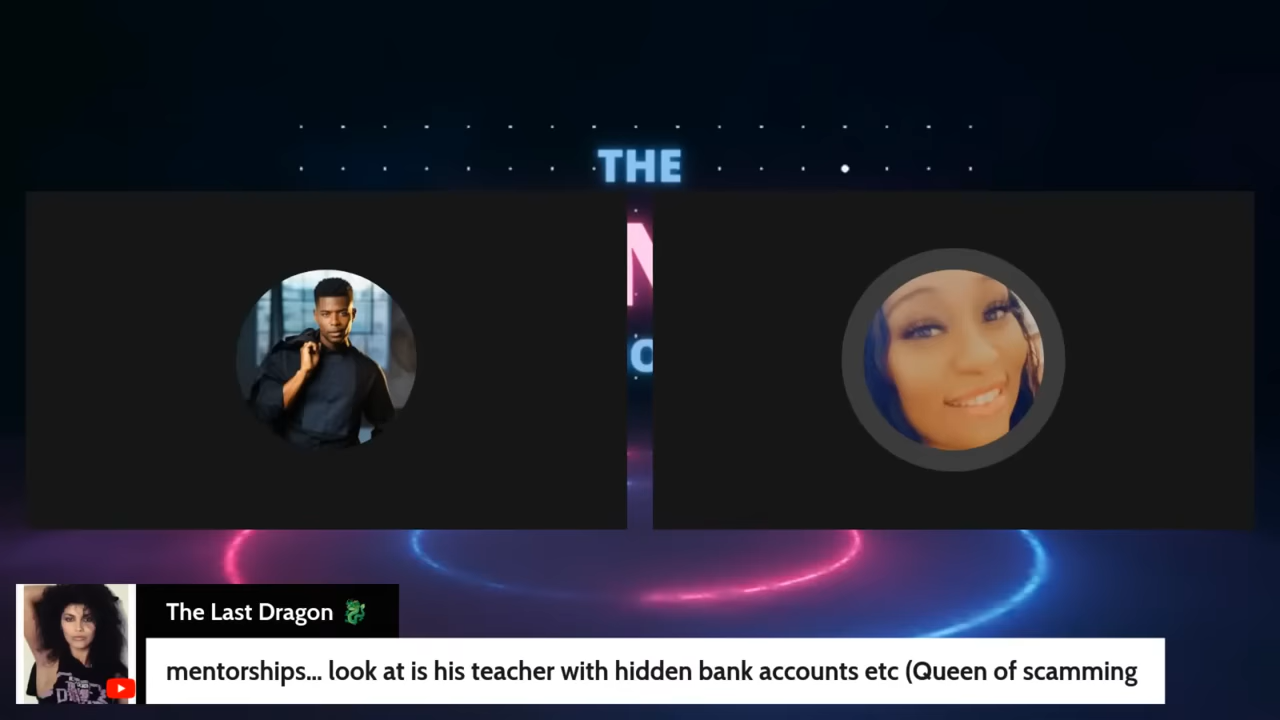 THE
N
O
The Last Dragon 🐉
mentorships... look at is his teacher with hidden bank accounts etc (Queen of scamming